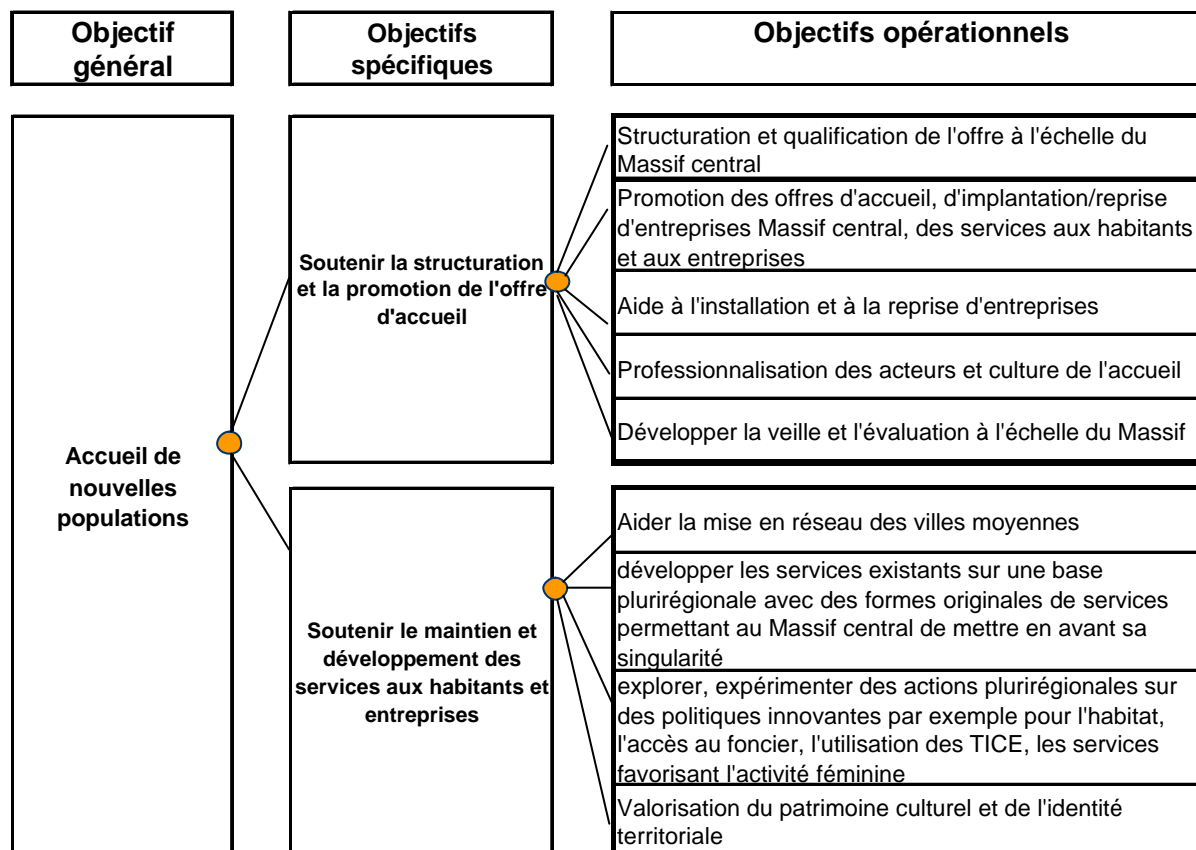 Objectif
général
Objectifs
spécifiques
Objectifs opérationnels
Accueil de
nouvelles
populations
Soutenir la structuration
et la promotion de l'offre
d'accueil
Structuration et qualification de l'offre à l'échelle du
Massif central
Promotion des offres d'accueil, d'implantation/reprise
d'entreprises Massif central, des services aux habitants
et aux entreprises
Aide à l'installation et à la reprise d'entreprises
Professionnalisation des acteurs et culture de l'accueil
Développer la veille et l'évaluation à l'échelle du Massif
Soutenir le maintien et
développement des
services aux habitants et
entreprises
Aider la mise en réseau des villes moyennes
développer les services existants sur une base
plurirégionale avec des formes originales de services
permettant au Massif central de mettre en avant sa
singularité
explorer, expérimenter des actions plurirégionales sur
des politiques innovantes par exemple pour l'habitat,
l'accès au foncier, l'utilisation des TICE, les services
favorisant l'activité féminine
Valorisation du patrimoine culturel et de l'identité
territoriale